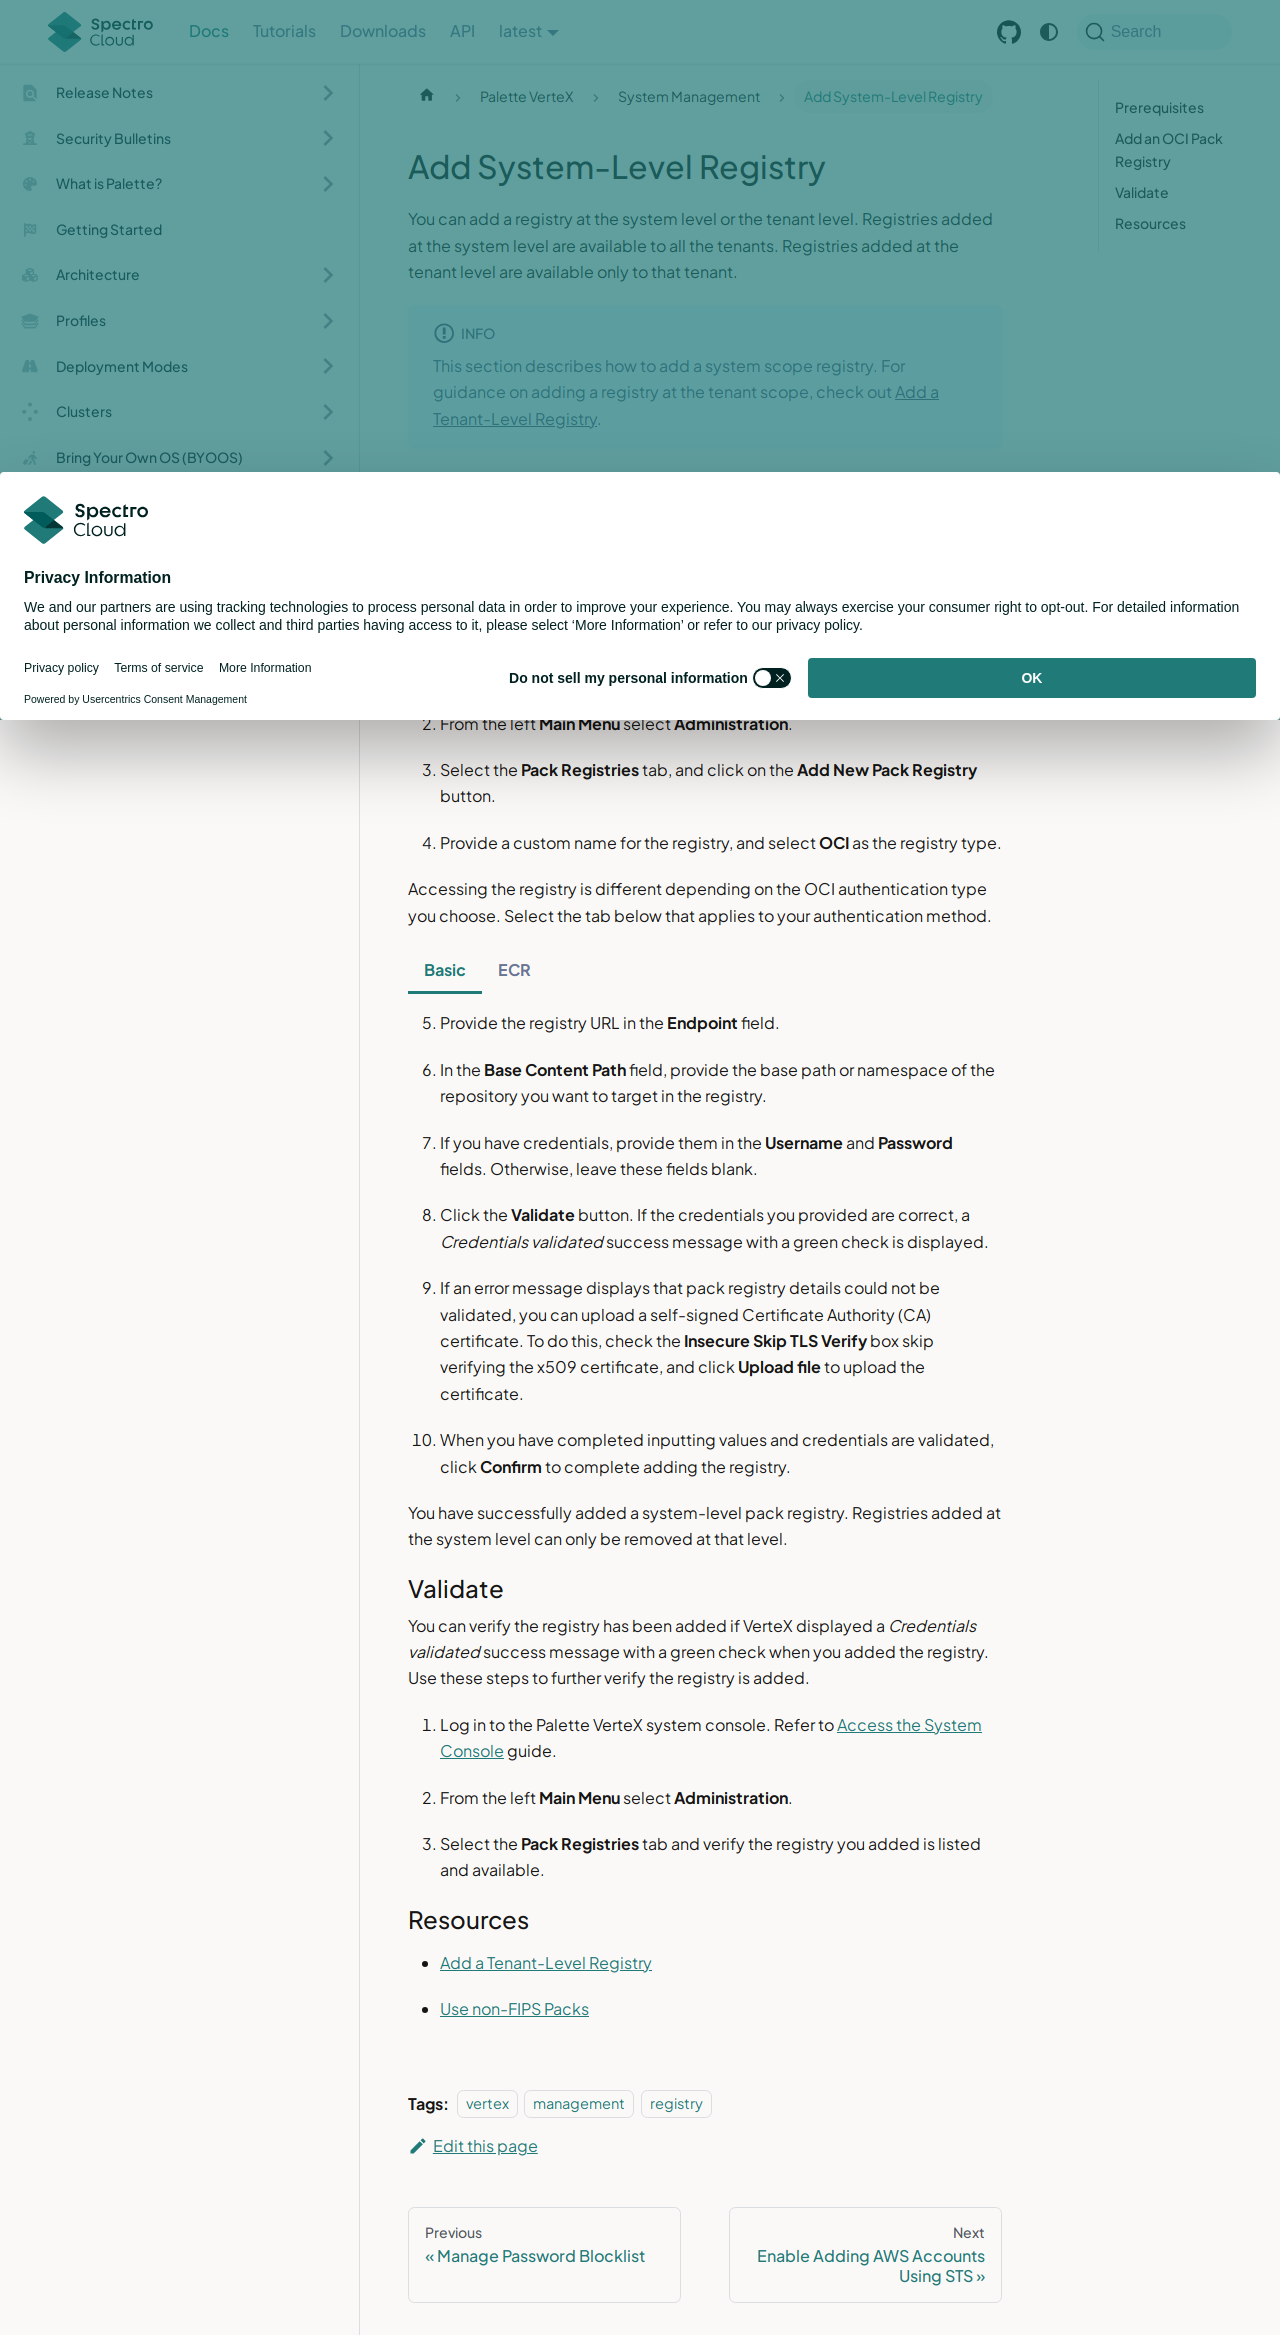 Spectro Cloud
Docs
Tutorials
Downloads
API
latest
Search
Release Notes
Security Bulletins
What is Palette?
Getting Started
Architecture
Profiles
Deployment Modes
Clusters
Bring Your Own OS (BYOOS)
Palette VerteX
System Management
Add System-Level Registry
Prerequisites
Add an OCI Pack
Registry
Validate
Resources
Add System-Level Registry
You can add a registry at the system level or the tenant level. Registries added
at the system level are available to all the tenants. Registries added at the
tenant level are available only to that tenant.
INFO
This section describes how to add a system scope registry. For
guidance on adding a registry at the tenant scope, check out Add a
Tenant-Level Registry.
Spectro
Cloud
Privacy Information
We and our partners are using tracking technologies to process personal data in order to improve your experience. You may always exercise your consumer right to opt-out. For detailed information
about personal information we collect and third parties having access to it, please select ‘More Information’ or refer to our privacy policy.
Privacy policy
Terms of service
More Information
Do not sell my personal information
OK
Powered by Usercentrics Consent Management
2. From the left Main Menu select Administration.
3. Select the Pack Registries tab, and click on the Add New Pack Registry
button.
4. Provide a custom name for the registry, and select OCI as the registry type.
Accessing the registry is different depending on the OCI authentication type
you choose. Select the tab below that applies to your authentication method.
Basic
ECR
5. Provide the registry URL in the Endpoint field.
6. In the Base Content Path field, provide the base path or namespace of the
repository you want to target in the registry.
7. If you have credentials, provide them in the Username and Password
fields. Otherwise, leave these fields blank.
8. Click the Validate button. If the credentials you provided are correct, a
Credentials validated success message with a green check is displayed.
9. If an error message displays that pack registry details could not be
validated, you can upload a self-signed Certificate Authority (CA)
certificate. To do this, check the Insecure Skip TLS Verify box skip
verifying the x509 certificate, and click Upload file to upload the
certificate.
10. When you have completed inputting values and credentials are validated,
click Confirm to complete adding the registry.
You have successfully added a system-level pack registry. Registries added at
the system level can only be removed at that level.
Validate
You can verify the registry has been added if VerteX displayed a Credentials
validated success message with a green check when you added the registry.
Use these steps to further verify the registry is added.
1. Log in to the Palette VerteX system console. Refer to Access the System
Console guide.
2. From the left Main Menu select Administration.
3. Select the Pack Registries tab and verify the registry you added is listed
and available.
Resources
Add a Tenant-Level Registry
Use non-FIPS Packs
Tags: vertex management registry
Edit this page
Previous
« Manage Password Blocklist
Next
Enable Adding AWS Accounts
Using STS »